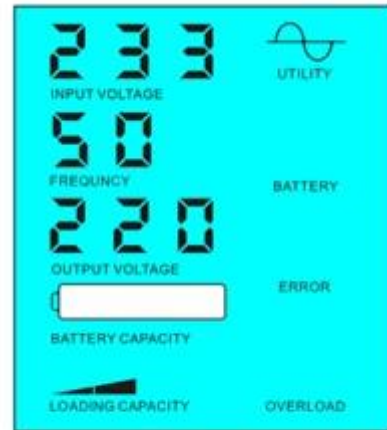 233
INPUT VOLTAGE
UTILITY
50
FREQUNCY
BATTERY
220
OUTPUT VOLTAGE
ERROR
BATTERY CAPACITY
LOADING CAPACITY
OVERLOAD